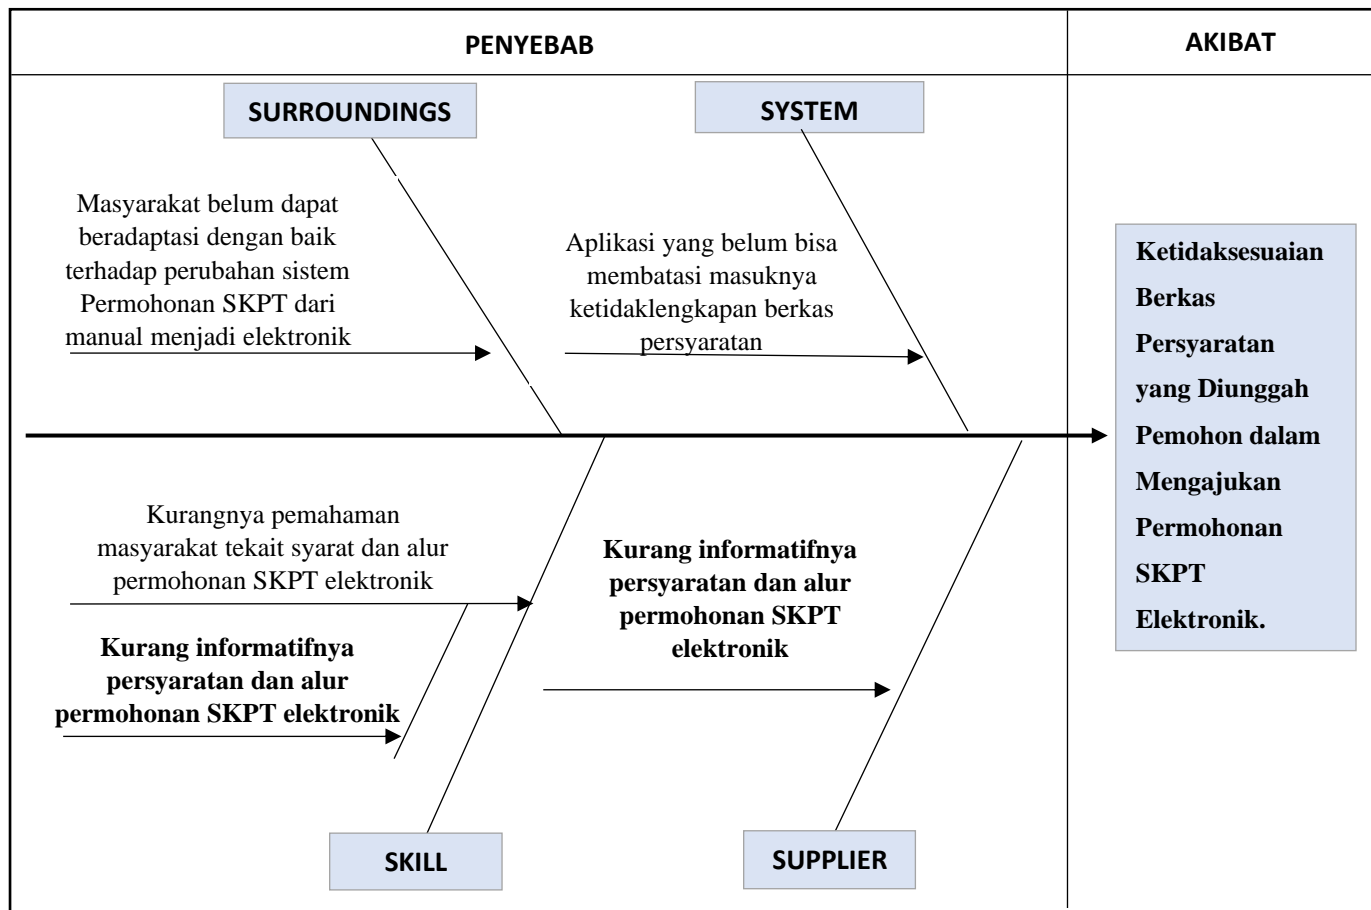 PENYEBAB
AKIBAT
SURROUNDINGS
SYSTEM
Masyarakat belum dapat
beradaptasi dengan baik
terhadap perubahan sistem
Permohonan SKPT dari
manual menjadi elektronik
Aplikasi yang belum bisa
membatasi masuknya
ketidaklengkapan berkas
persyaratan
Ketidaksesuaian
Berkas
Persyaratan
yang Diunggah
Pemohon dalam
Mengajukan
Permohonan
SKPT
Elektronik.
Kurangnya pemahaman
masyarakat tekait syarat dan alur
permohonan SKPT elektronik
Kurang informatifnya
persyaratan dan alur
permohonan SKPT elektronik
Kurang informatifnya
persyaratan dan alur
permohonan SKPT
elektronik
SKILL
SUPPLIER